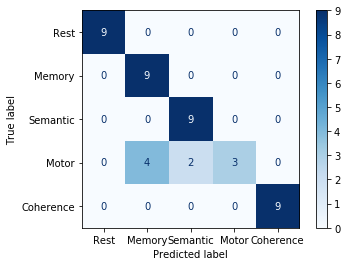 Rest 9 0 0 0 0
Memory 0 9 0 0 0
Semantic 0 0 9 0 0
Motor 0 4 2 3 0
Coherence 0 0 0 0 9
Rest Memory Semantic Motor Coherence
Predicted label
True label
9
8
7
6
5
4
3
2
1
0